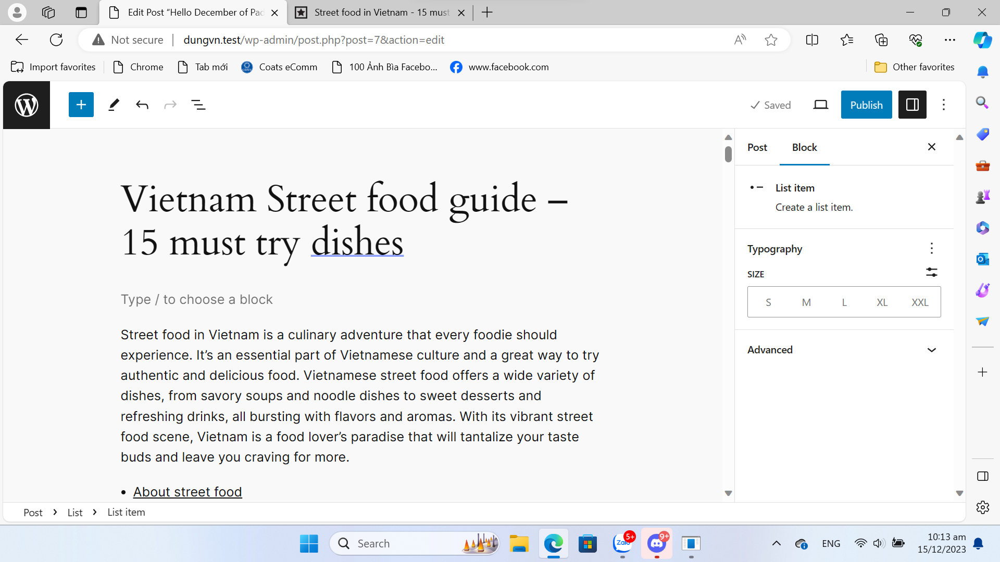 Edit Post “Hello December of Pad
Street food in Vietnam - 15 must
Not secure
dungvn.test/wp-admin/post.php?post=7&action=edit
Import favorites
Chrome
Tab mới
Coats eComm
100 Ảnh Bìa Facebo...
www.facebook.com
Other favorites
Saved
Publish
Post
Block
List item
Create a list item.
Typography
SIZE
S M L XL XXL
Advanced
Vietnam Street food guide –
15 must try dishes
Type / to choose a block
Street food in Vietnam is a culinary adventure that every foodie should
experience. It’s an essential part of Vietnamese culture and a great way to try
authentic and delicious food. Vietnamese street food offers a wide variety of
dishes, from savory soups and noodle dishes to sweet desserts and
refreshing drinks, all bursting with flavors and aromas. With its vibrant street
food scene, Vietnam is a food lover’s paradise that will tantalize your taste
buds and leave you craving for more.
• About street food
Post › List › List item
Search
Zalo
5+
9+
ENG
10:13 am
15/12/2023